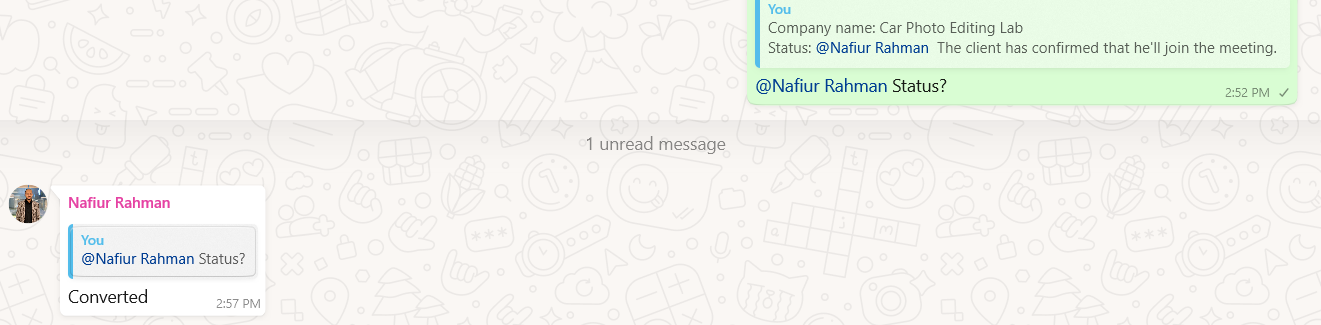 You
Company name: Car Photo Editing Lab
Status: @Nafiur Rahman The client has confirmed that he'll join the meeting.
@Nafiur Rahman Status?
2:52 PM
1 unread message
Nafiur Rahman
You
@Nafiur Rahman Status?
Converted
2:57 PM